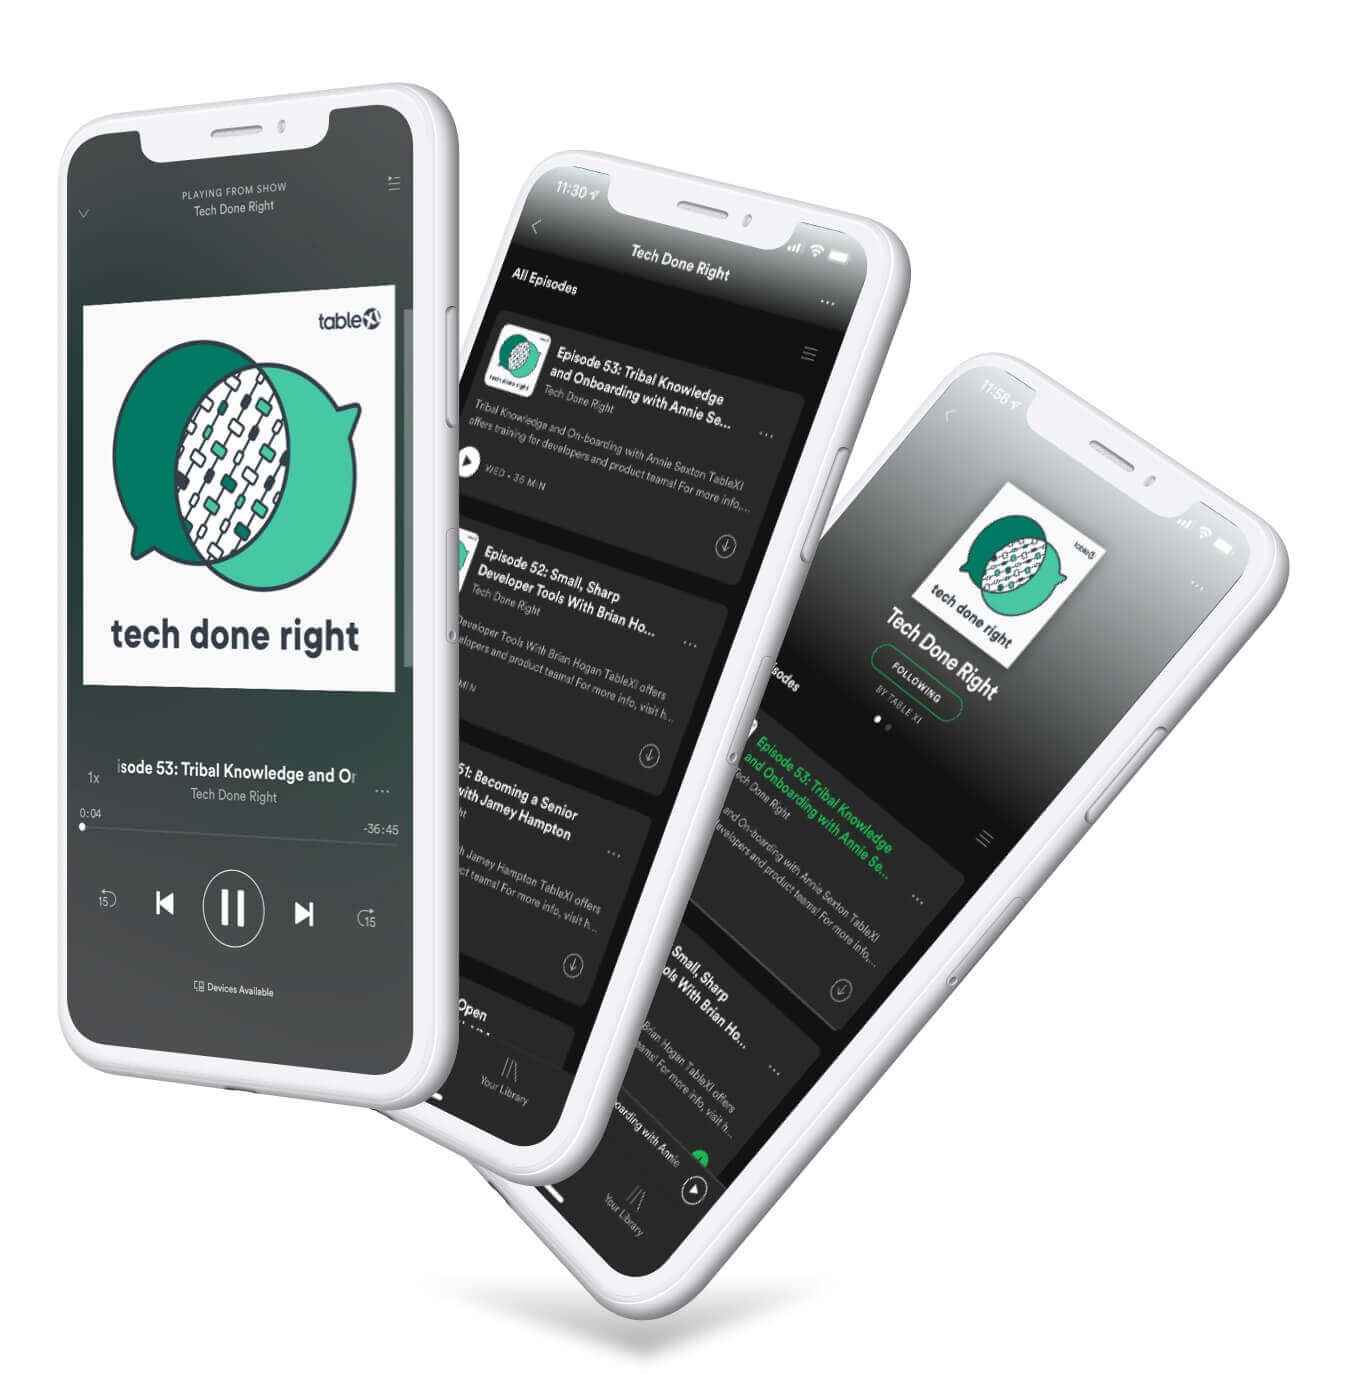 PLAYING FROM SHOW
Tech Done Right
tableXI
tech done right
isode 53: Tribal Knowledge and Or
1x
Tech Done Right
0:04
-36:45
15
15
Devices Available
11:30
Tech Done Right
All Episodes
tech done right
Episode 53: Tribal Knowledge
and Onboarding with Annie Se...
Tech Done Right
Tribal Knowledge and On-boarding with Annie Sexton TableXI
offers training for developers and product teams! For more info,...
WED • 36 MIN
Episode 52: Small, Sharp
Developer Tools With Brian Ho...
Tech Done Right
Developer Tools With Brian Hogan TableXI offers
elopers and product teams! For more info, visit h...
MIN
51: Becoming a Senior
with Jamey Hampton
ht
h Jamey Hampton TableXI offers
ct teams! For more info, visit h...
Open
Your Library
11:56
tableXI
tech done right
Tech Done Right
FOLLOWING
BY TABLE XI
isodes
Episode 53: Tribal Knowledge
and Onboarding with Annie Se...
Tech Done Right
and On-boarding with Annie Sexton TableXI
evelopers and product teams! For more info,...
Small, Sharp
ols With Brian Ho...
Brian Hogan TableXI offers
teams! For more info, visit h...
oarding with Annie
Your Library